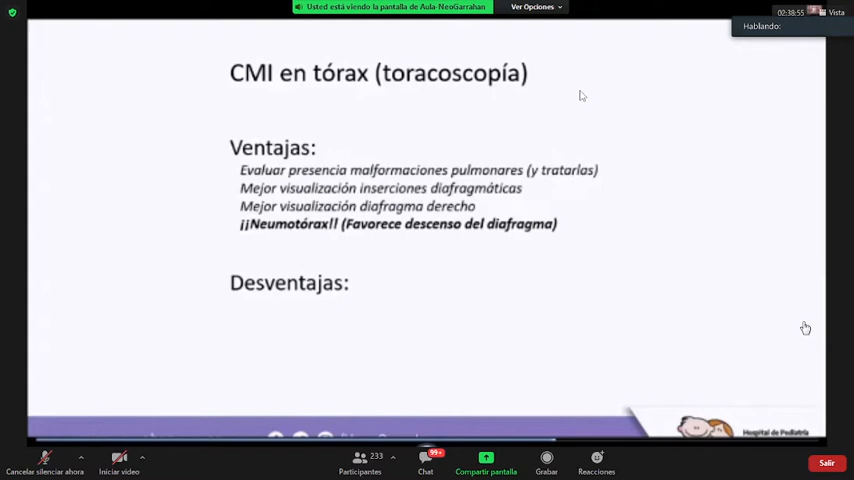 Usted está viendo la pantalla de Aula-NeoGarrahan
Ver Opciones
02:38:55
Vista
Hablando:
CMI en tórax (toracoscopía)
Ventajas:
Evaluar presencia malformaciones pulmonares (y tratarlas)
Mejor visualización inserciones diafragmáticas
Mejor visualización diafragma derecho
¡¡Neumotórax!! (Favorece descenso del diafragma)
Desventajas:
Hospital de Pediatría
Cancelar silenciar ahora
Iniciar video
233
Participantes
99+
Chat
Compartir pantalla
Grabar
Reacciones
Salir